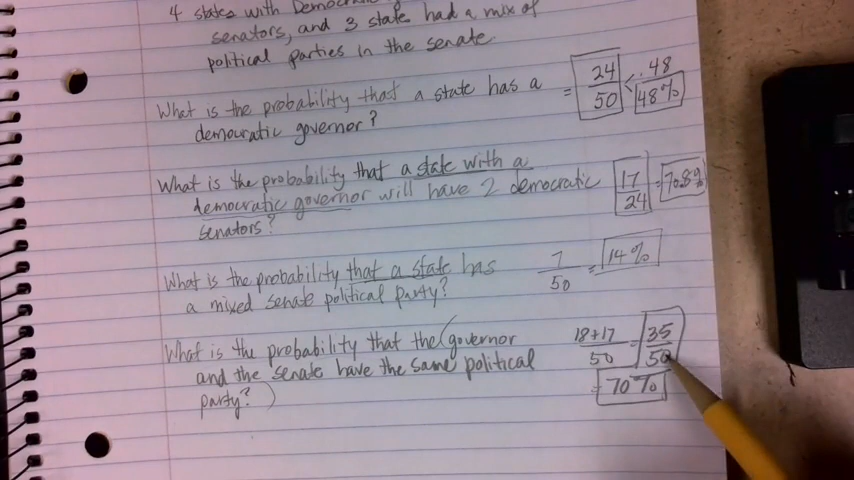 4 states with Democratic
senators, and 3 state had a mix of
political parties in the senate
What is the probability that a state has a
democratic governor?
= 24/50 < .48
48%
What is the probability that a state with a
democratic governor will have 2 democratic
senators?
17/24 = 70.8%
What is the probability that a state has
a mixed senate political party?
7/50 = 14%
What is the probability that the (governor
and the senate have the same political
party?)
18+17/50 = 35/50
= 70%